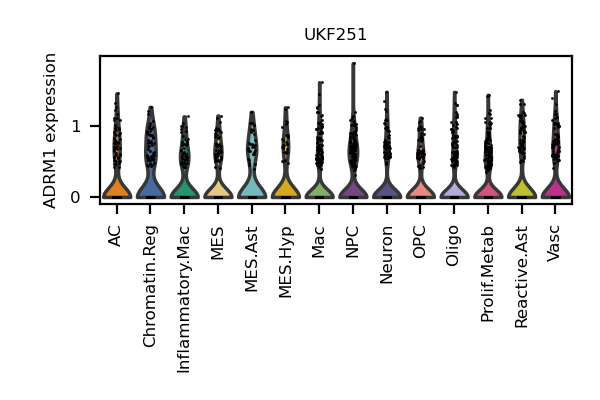 UKF251
ADRM1 expression
1
0
AC
Chromatin.Reg
Inflammatory.Mac
MES
MES.Ast
MES.Hyp
Mac
NPC
Neuron
OPC
Oligo
Prolif.Metab
Reactive.Ast
Vasc